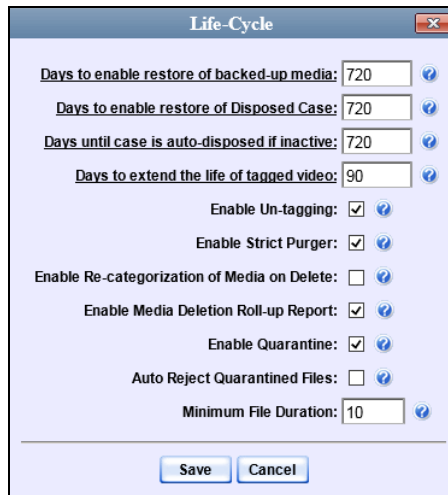 Life-Cycle
Days to enable restore of backed-up media: 720
Days to enable restore of Disposed Case: 720
Days until case is auto-disposed if inactive: 720
Days to extend the life of tagged video: 90
Enable Un-tagging:
Enable Strict Purger:
Enable Re-categorization of Media on Delete:
Enable Media Deletion Roll-up Report:
Enable Quarantine:
Auto Reject Quarantined Files:
Minimum File Duration: 10
Save Cancel